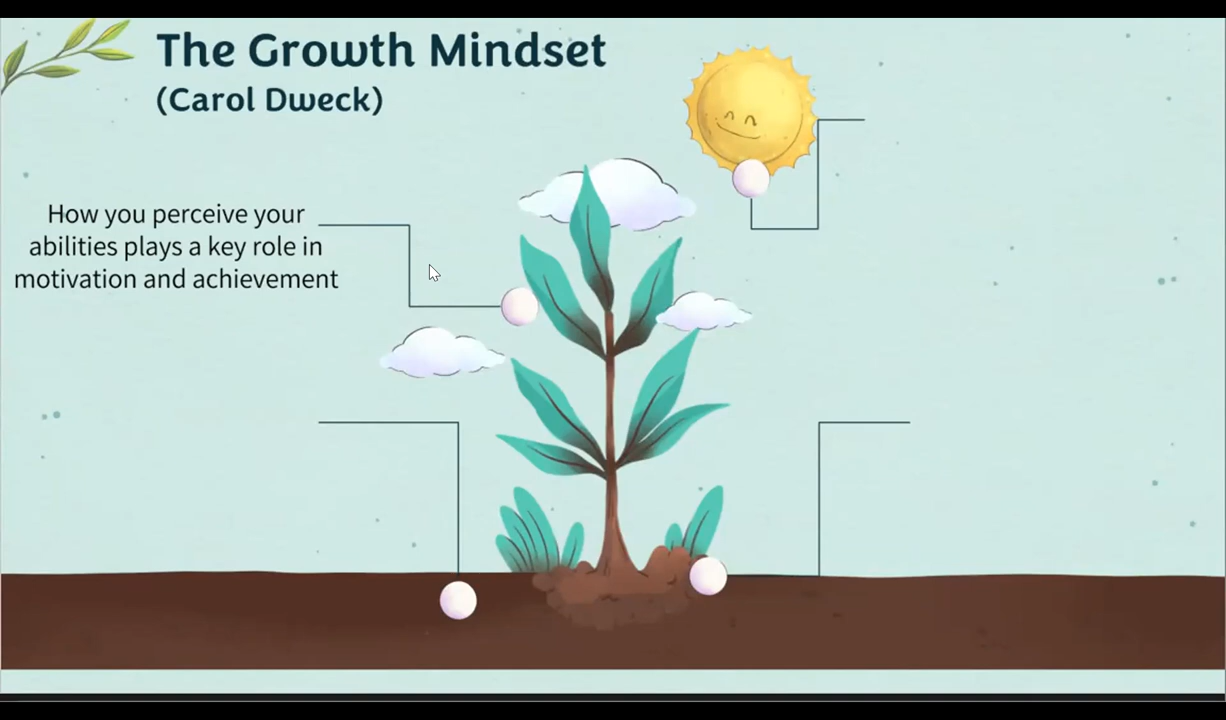 The Growth Mindset
(Carol Dweck)
How you perceive your
abilities plays a key role in
motivation and achievement